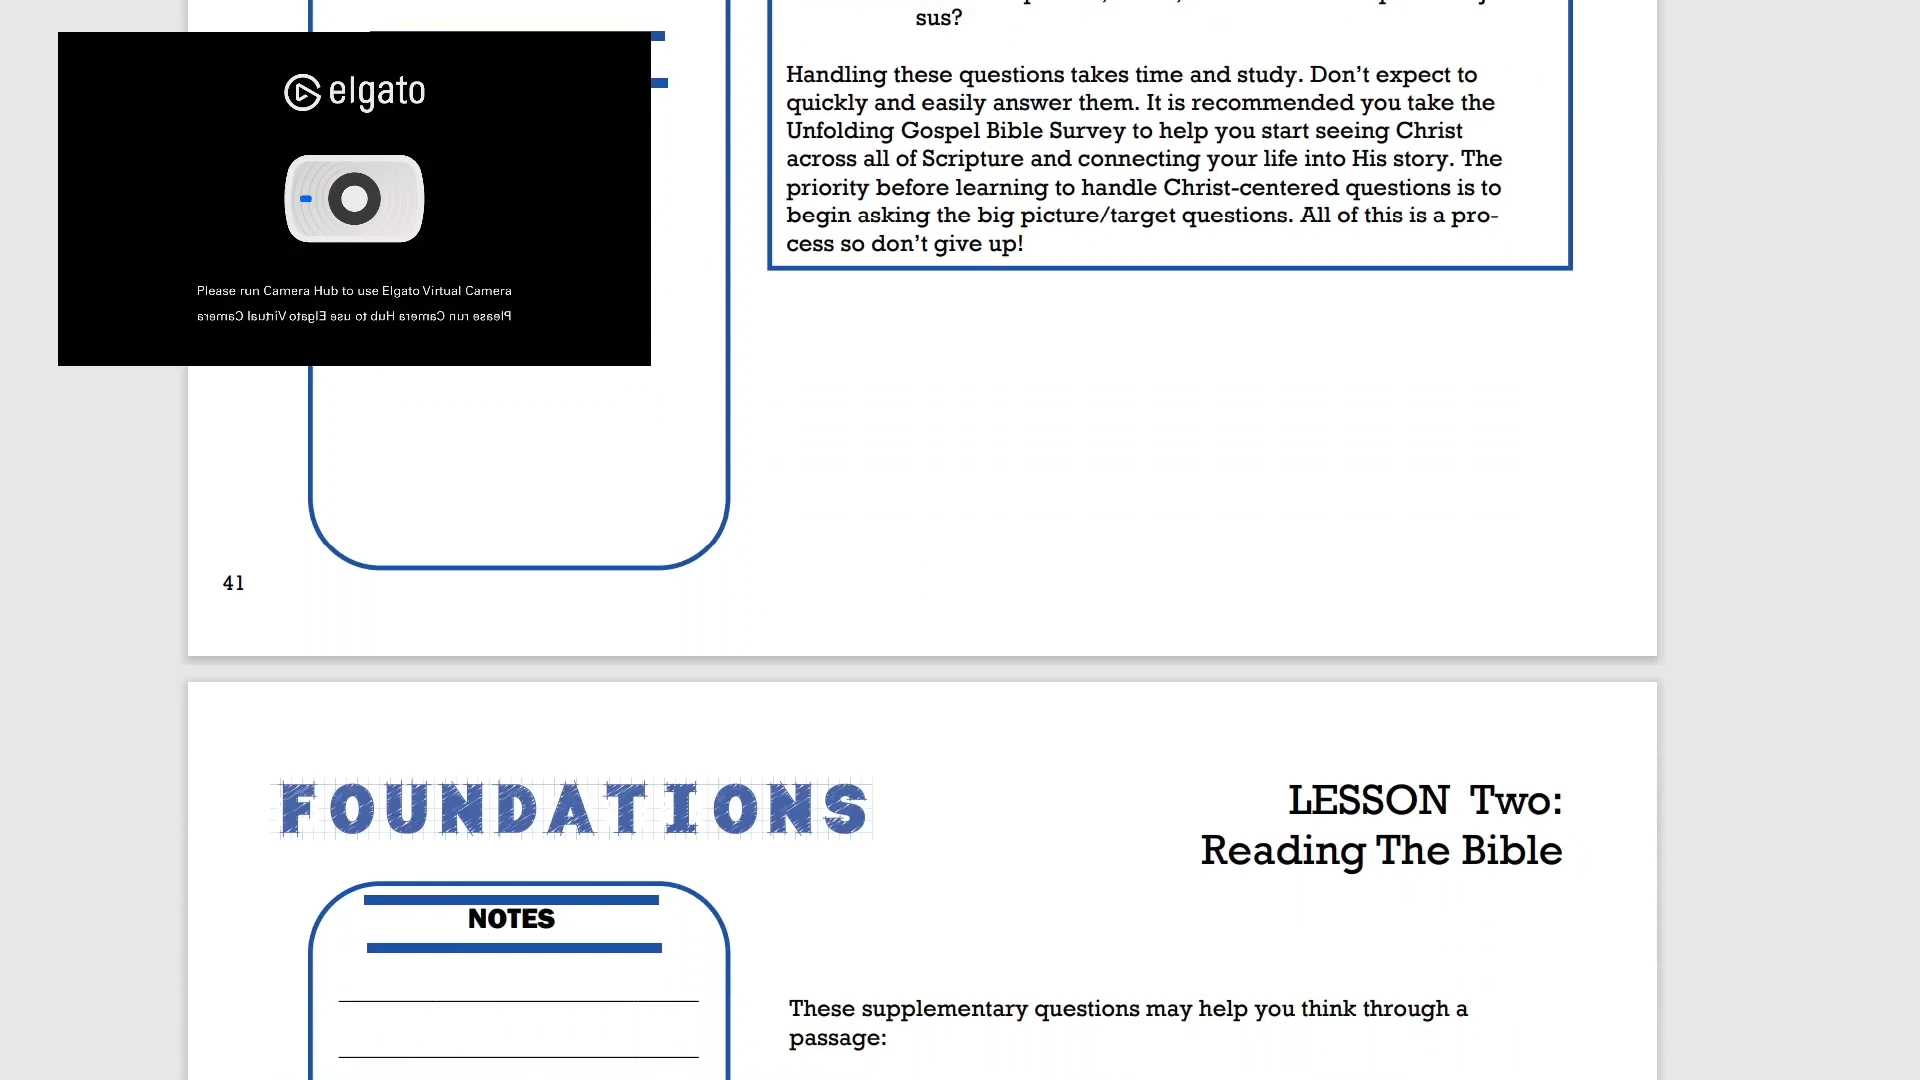 sus?
elgato
Please run Camera Hub to use Elgato Virtual Camera
Please run Camera Hub to use Elgato Virtual Camera
Handling these questions takes time and study. Don’t expect to
quickly and easily answer them. It is recommended you take the
Unfolding Gospel Bible Survey to help you start seeing Christ
across all of Scripture and connecting your life into His story. The
priority before learning to handle Christ-centered questions is to
begin asking the big picture/target questions. All of this is a pro-
cess so don’t give up!
41
FOUNDATIONS
LESSON Two:
Reading The Bible
NOTES
These supplementary questions may help you think through a
passage: